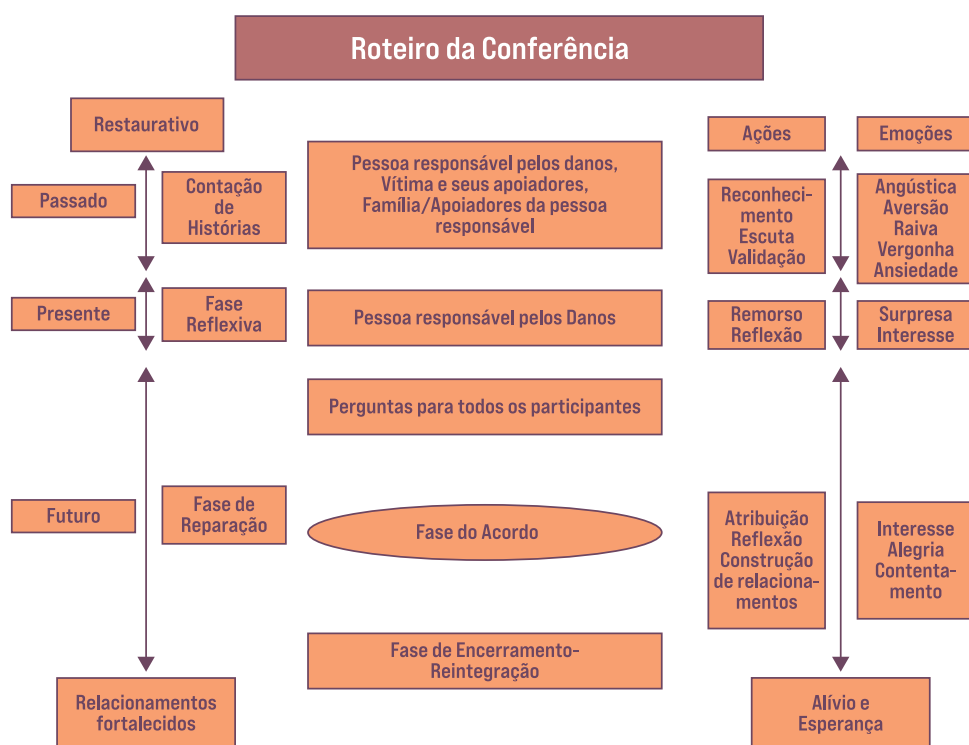 Roteiro da Conferência
Restaurativo
Ações
Emoções
Passado
Contação
de
Histórias
Pessoa responsável pelos danos,
Vítima e seus apoiadores,
Família/Apoiadores da pessoa
responsável
Reconheci-
mento
Escuta
Validação
Angústica
Aversão
Raiva
Vergonha
Ansiedade
Presente
Fase
Reflexiva
Pessoa responsável pelos Danos
Remorso
Reflexão
Surpresa
Interesse
Perguntas para todos os participantes
Futuro
Fase de
Reparação
Fase do Acordo
Atribuição
Reflexão
Construção
de relaciona-
mentos
Interesse
Alegria
Contenta-
mento
Fase de Encerramento-
Reintegração
Relacionamentos
fortalecidos
Alívio e
Esperança